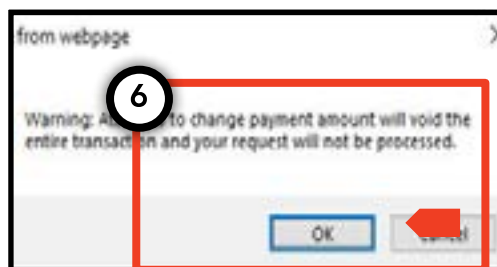 from webpage
6
Warning: A to change payment amount will void the
entire transaction and your request will not be processed.
OK